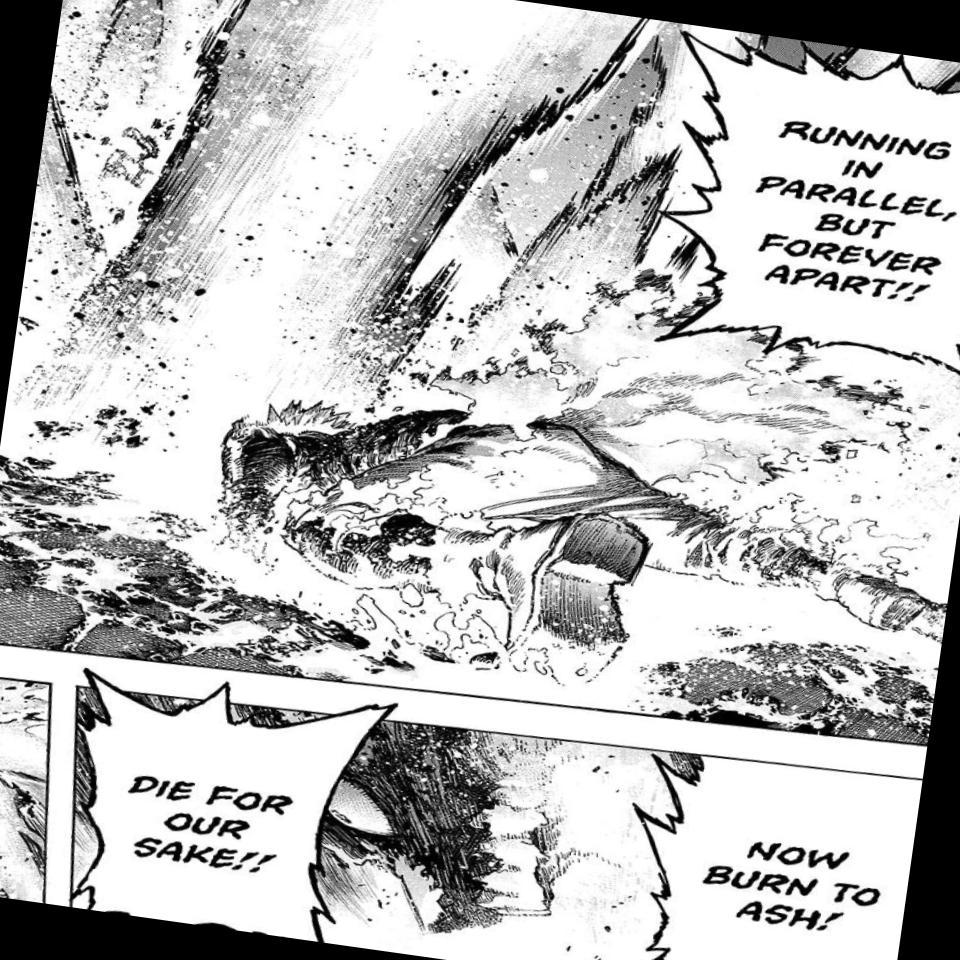 RUNNING
IN
PARALLEL,
BUT
FOREVER
APART!!
DIE FOR
OUR
SAKE!!
NOW
BURN TO
ASH!